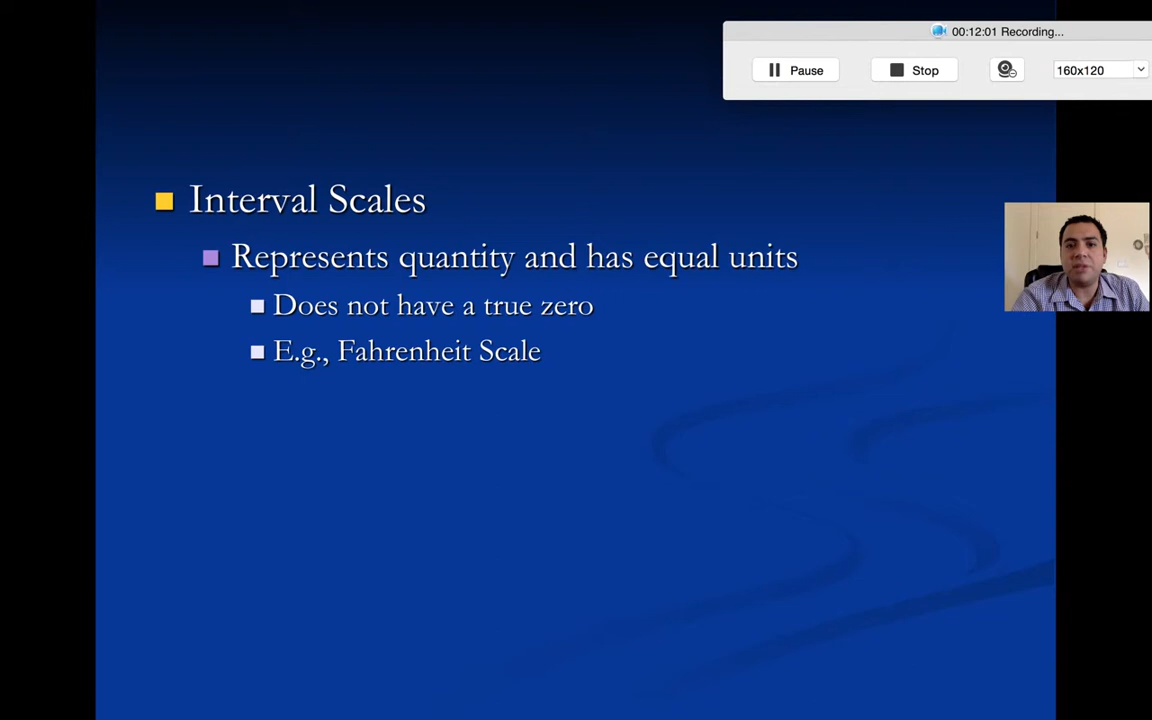 00:12:01 Recording...
Pause Stop 160x120
Interval Scales
Represents quantity and has equal units
Does not have a true zero
E.g., Fahrenheit Scale